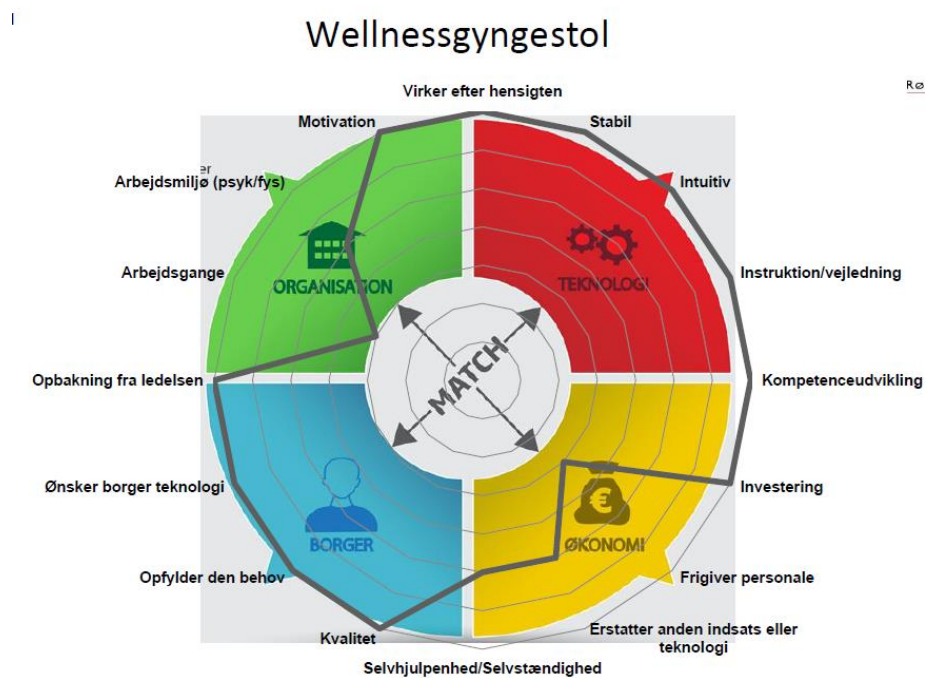 Wellnessgyngestol
Virker efter hensigten
Rø
Motivation
Stabil
er
Arbejdsmiljø (psyk/fys)
Intuitiv
Arbejdsgange
ORGANISATION
TEKNOLOGI
Instruktion/vejledning
MATCH
Opbakning fra ledelsen
Kompetenceudvikling
Ønsker borger teknologi
Investering
BORGER
€
ØKONOMI
Opfylder den behov
Frigiver personale
Kvalitet
Erstatter anden indsats eller
teknologi
Selvhjulpenhed/Selvstændighed